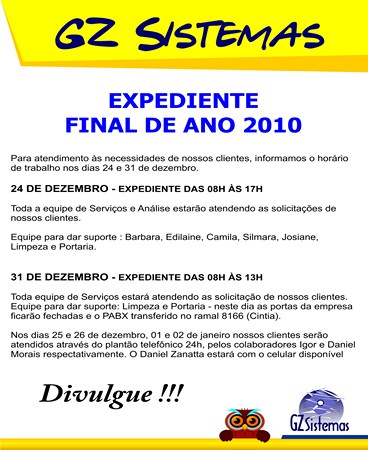 GZ SISTEMAS
EXPEDIENTE
FINAL DE ANO 2010
Para atendimento às necessidades de nossos clientes, informamos o horário
de trabalho nos dias 24 e 31 de dezembro.
24 DE DEZEMBRO - EXPEDIENTE DAS 08H ÀS 17H
Toda a equipe de Serviços e Análise estarão atendendo as solicitações de
nossos clientes.
Equipe para dar suporte : Barbara, Edilaine, Camila, Silmara, Josiane,
Limpeza e Portaria.
31 DE DEZEMBRO - EXPEDIENTE DAS 08H ÀS 13H
Toda equipe de Serviços estará atendendo as solicitação de nossos clientes.
Equipe para dar suporte: Limpeza e Portaria - neste dia as portas da empresa
ficarão fechadas e o PABX transferido no ramal 8166 (Cintia).
Nos dias 25 e 26 de dezembro, 01 e 02 de janeiro nossos clientes serão
atendidos através do plantão telefônico 24h, pelos colaboradores Igor e Daniel
Morais respectativamente. O Daniel Zanatta estará com o celular disponível
Divulgue !!!
GZ Sistemas